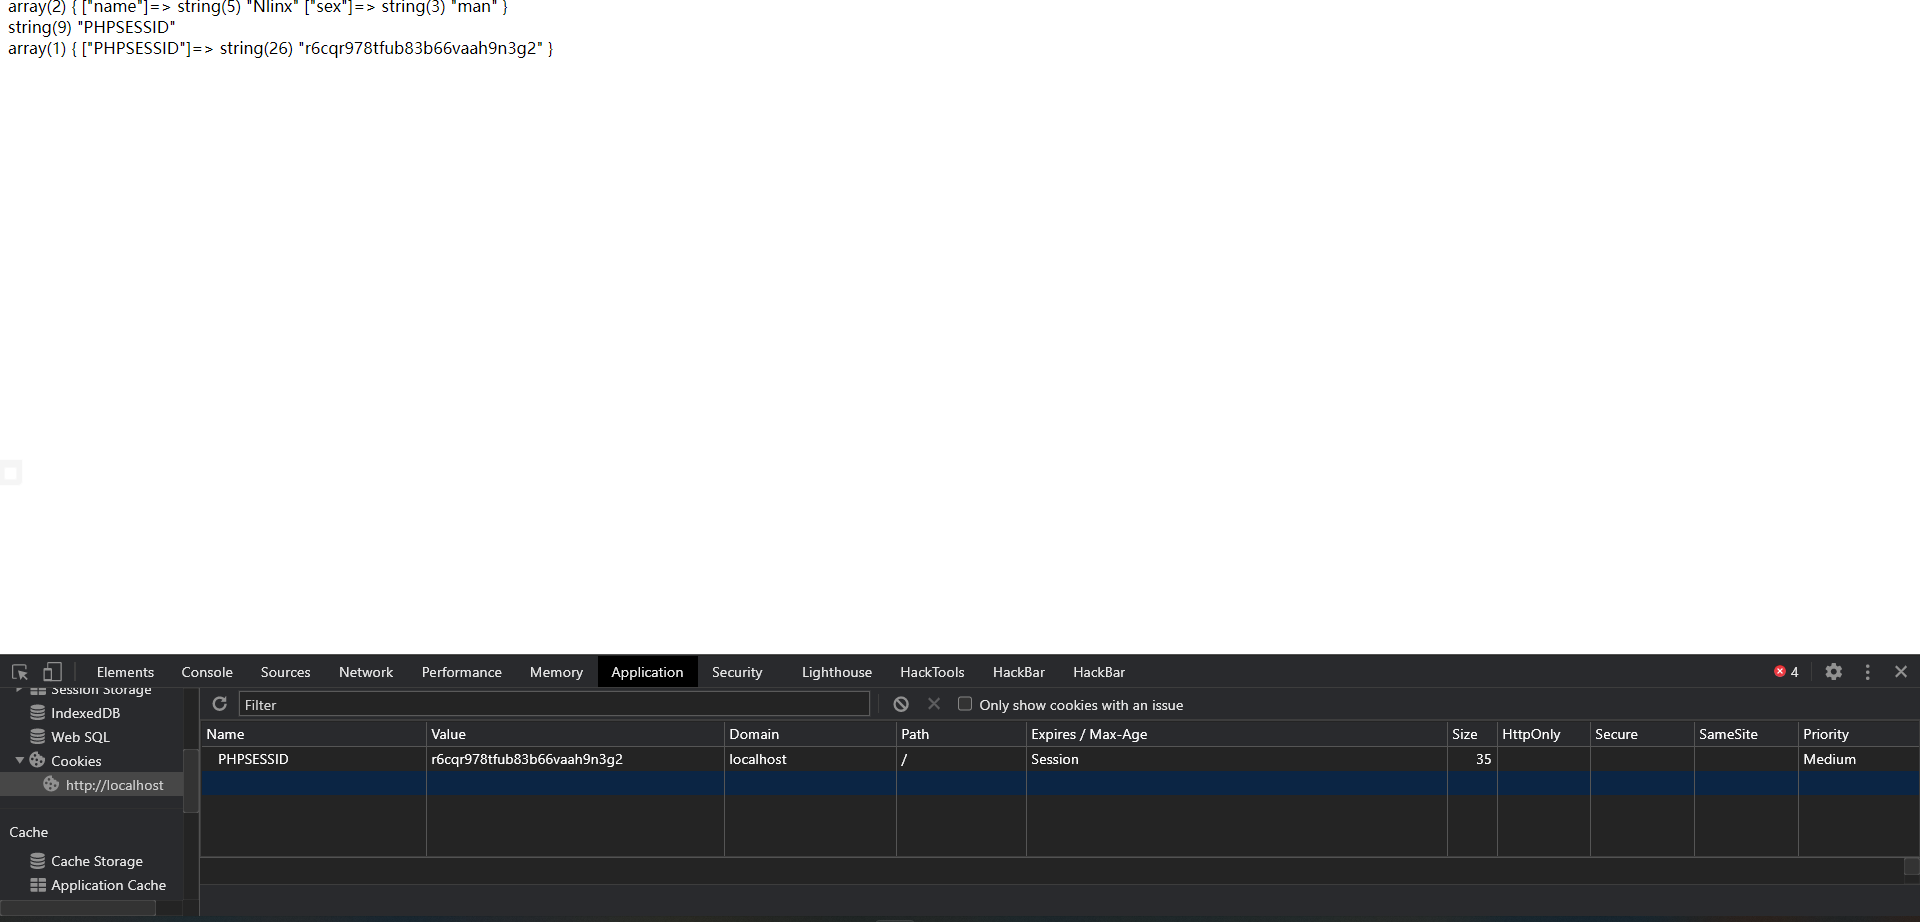 array(2) { ["name"]=> string(5) "Nlinx" ["sex"]=> string(3) "man" }
string(9) "PHPSESSID"
array(1) { ["PHPSESSID"]=> string(26) "r6cqr978tfub83b66vaah9n3g2" }
Elements Console Sources Network Performance Memory Application Security Lighthouse HackTools HackBar HackBar 4
Session Storage
IndexedDB
Web SQL
Cookies
http://localhost
Cache
Cache Storage
Application Cache
Filter Only show cookies with an issue
Name Value Domain Path Expires / Max-Age Size HttpOnly Secure SameSite Priority
PHPSESSID r6cqr978tfub83b66vaah9n3g2 localhost / Session 35 Medium